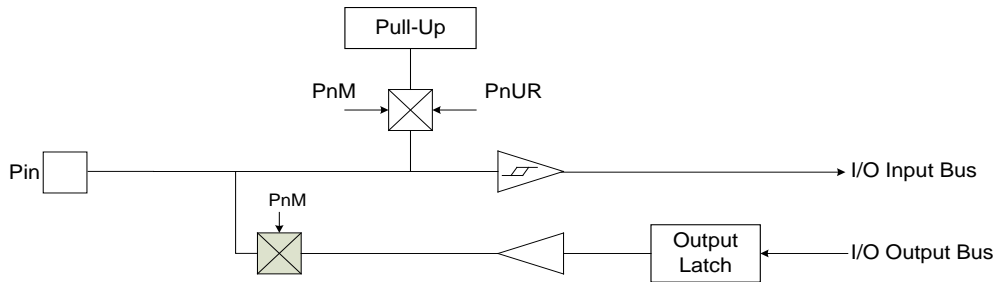 Pull-Up
PnM
PnUR
Pin
I/O Input Bus
PnM
Output
Latch
I/O Output Bus